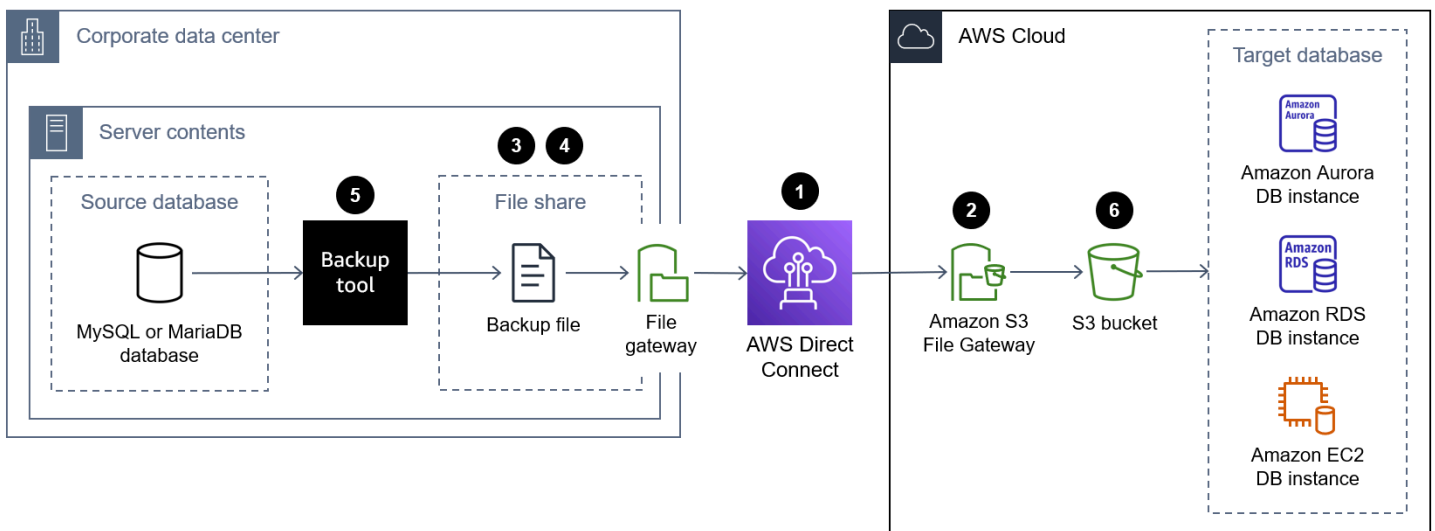 Corporate data center
AWS Cloud
Server contents
Target database
Source database
File share
3
4
5
1
2
6
Backup
tool
MySQL or MariaDB
database
Backup file
File
gateway
AWS Direct
Connect
Amazon S3
File Gateway
S3 bucket
Amazon
Aurora
Amazon Aurora
DB instance
Amazon
RDS
Amazon RDS
DB instance
Amazon EC2
DB instance